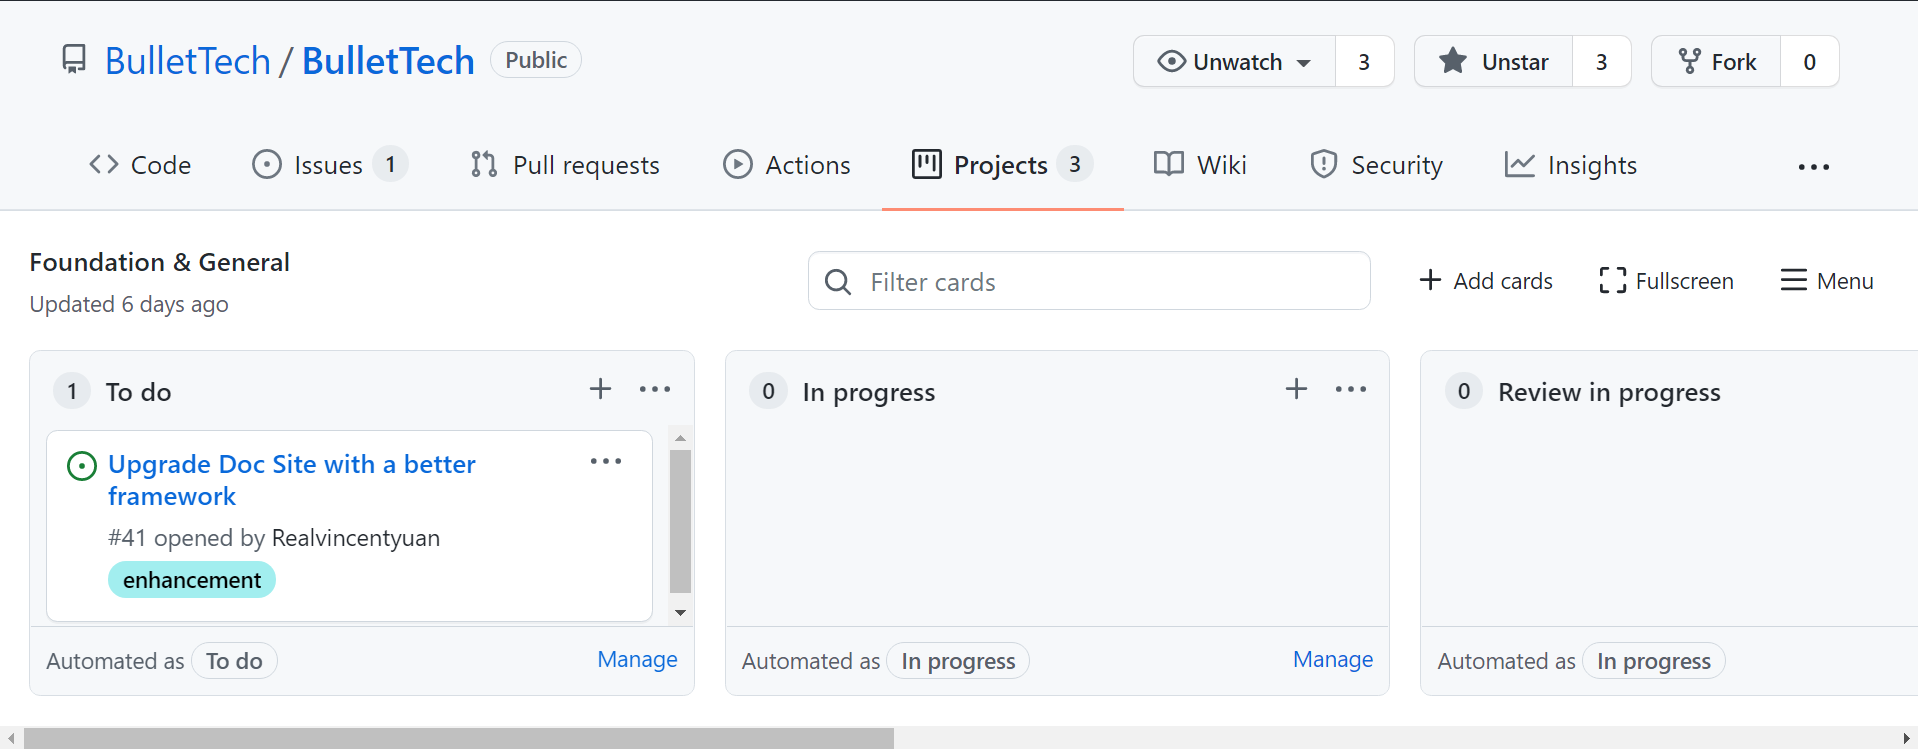 BulletTech / BulletTech Public
Unwatch 3 Unstar 3 Fork 0
Code Issues 1 Pull requests Actions Projects 3 Wiki Security Insights
Foundation & General
Updated 6 days ago
Filter cards
Add cards Fullscreen Menu
1 To do
Upgrade Doc Site with a better
framework
#41 opened by Realvincentyuan
enhancement
Automated as To do Manage
0 In progress
Automated as In progress Manage
0 Review in progress
Automated as In progress